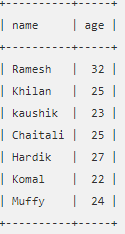 +----------+-----+
| name     | age |
+----------+-----+
| Ramesh   |  32 |
| Khilan   |  25 |
| kaushik  |  23 |
| Chaitali |  25 |
| Hardik   |  27 |
| Komal    |  22 |
| Muffy    |  24 |
+----------+-----+